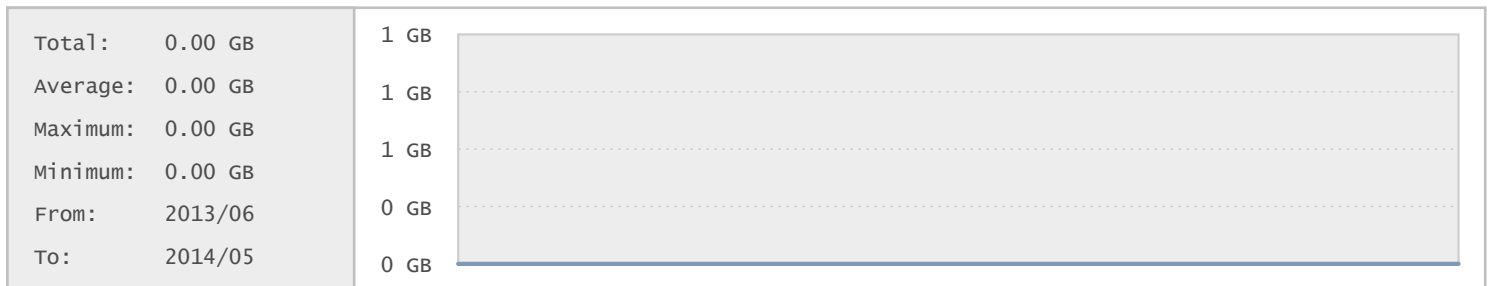 Total: 0.00 GB
Average: 0.00 GB
Maximum: 0.00 GB
Minimum: 0.00 GB
From: 2013/06
To: 2014/05
1 GB
1 GB
1 GB
0 GB
0 GB